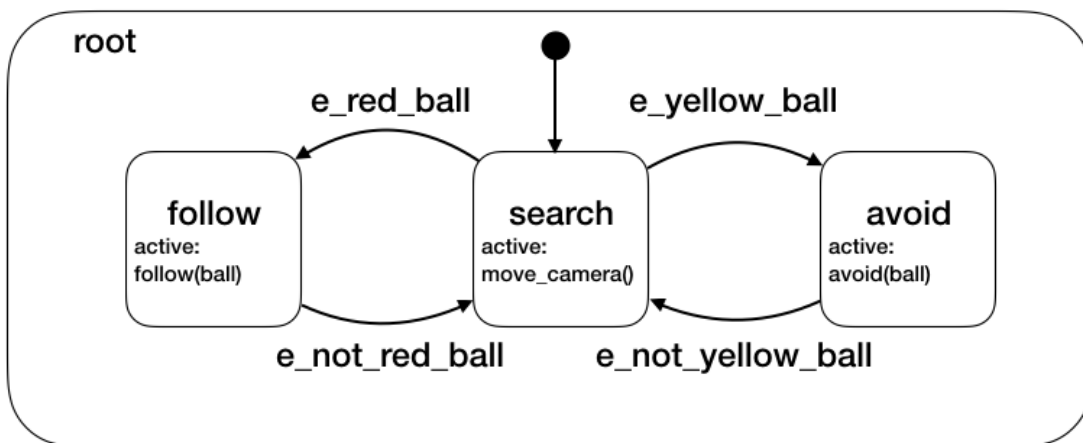 root
e_red_ball
e_yellow_ball
follow
active:
follow(ball)
search
active:
move_camera()
avoid
active:
avoid(ball)
e_not_red_ball
e_not_yellow_ball